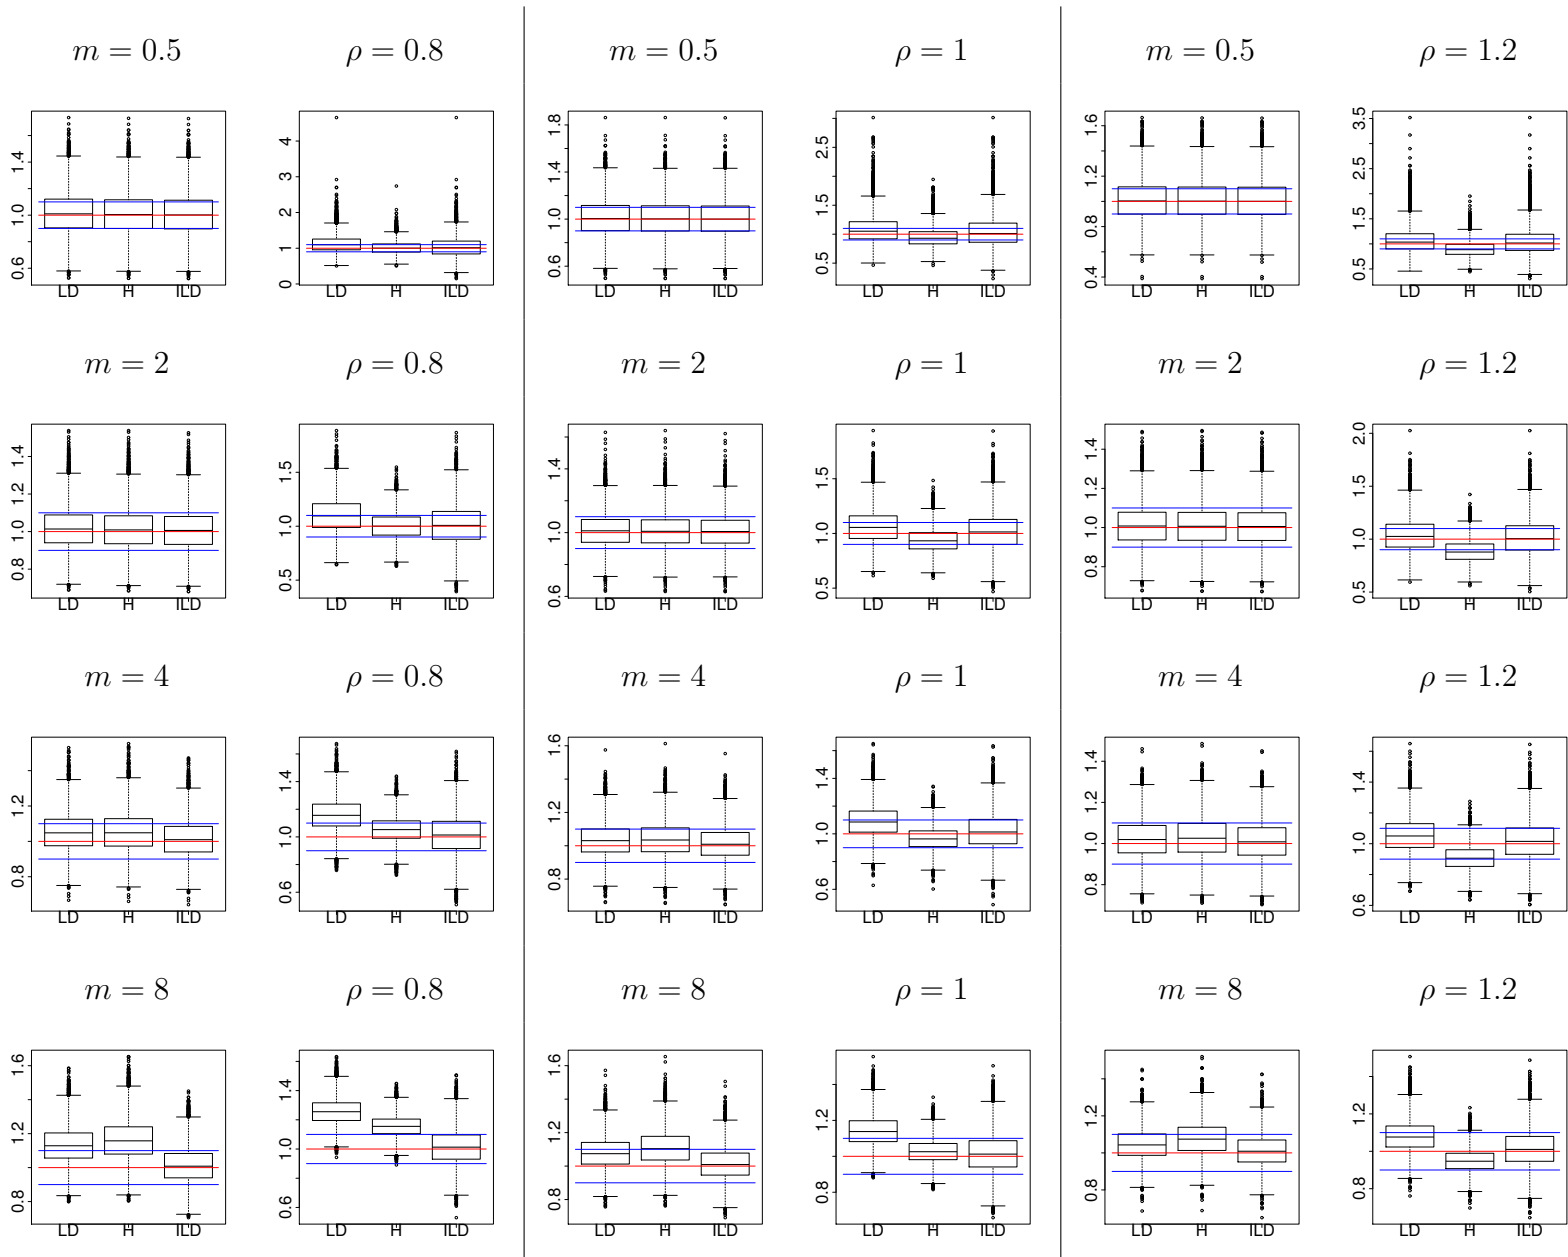 m = 0.5 ρ = 0.8 m = 0.5 ρ = 1 m = 0.5 ρ = 1.2
0.6 1.0 1.4
0 1 2 3 4
0.6 1.0 1.4 1.8
0.5 1.5 2.5
0.4 0.8 1.2 1.6
0.5 1.5 2.5 3.5
LD H ILD LD H ILD LD H ILD LD H ILD LD H ILD LD H ILD
m = 2 ρ = 0.8 m = 2 ρ = 1 m = 2 ρ = 1.2
0.8 1.0 1.2 1.4
0.5 1.0 1.5
0.6 1.0 1.4
0.5 1.0 1.5
0.8 1.0 1.2 1.4
0.5 1.0 1.5 2.0
LD H ILD LD H ILD LD H ILD LD H ILD LD H ILD LD H ILD
m = 4 ρ = 0.8 m = 4 ρ = 1 m = 4 ρ = 1.2
0.8 1.2
0.6 1.0 1.4
0.8 1.2 1.6
0.6 1.0 1.4
0.8 1.0 1.2 1.4
0.6 1.0 1.4
LD H ILD LD H ILD LD H ILD LD H ILD LD H ILD LD H ILD
m = 8 ρ = 0.8 m = 8 ρ = 1 m = 8 ρ = 1.2
0.8 1.0 1.2 1.4 1.6
0.6 1.0 1.4
0.8 1.2 1.6
0.8 1.2
0.8 1.2
0.8 1.2
LD H ILD LD H ILD LD H ILD LD H ILD LD H ILD LD H ILD